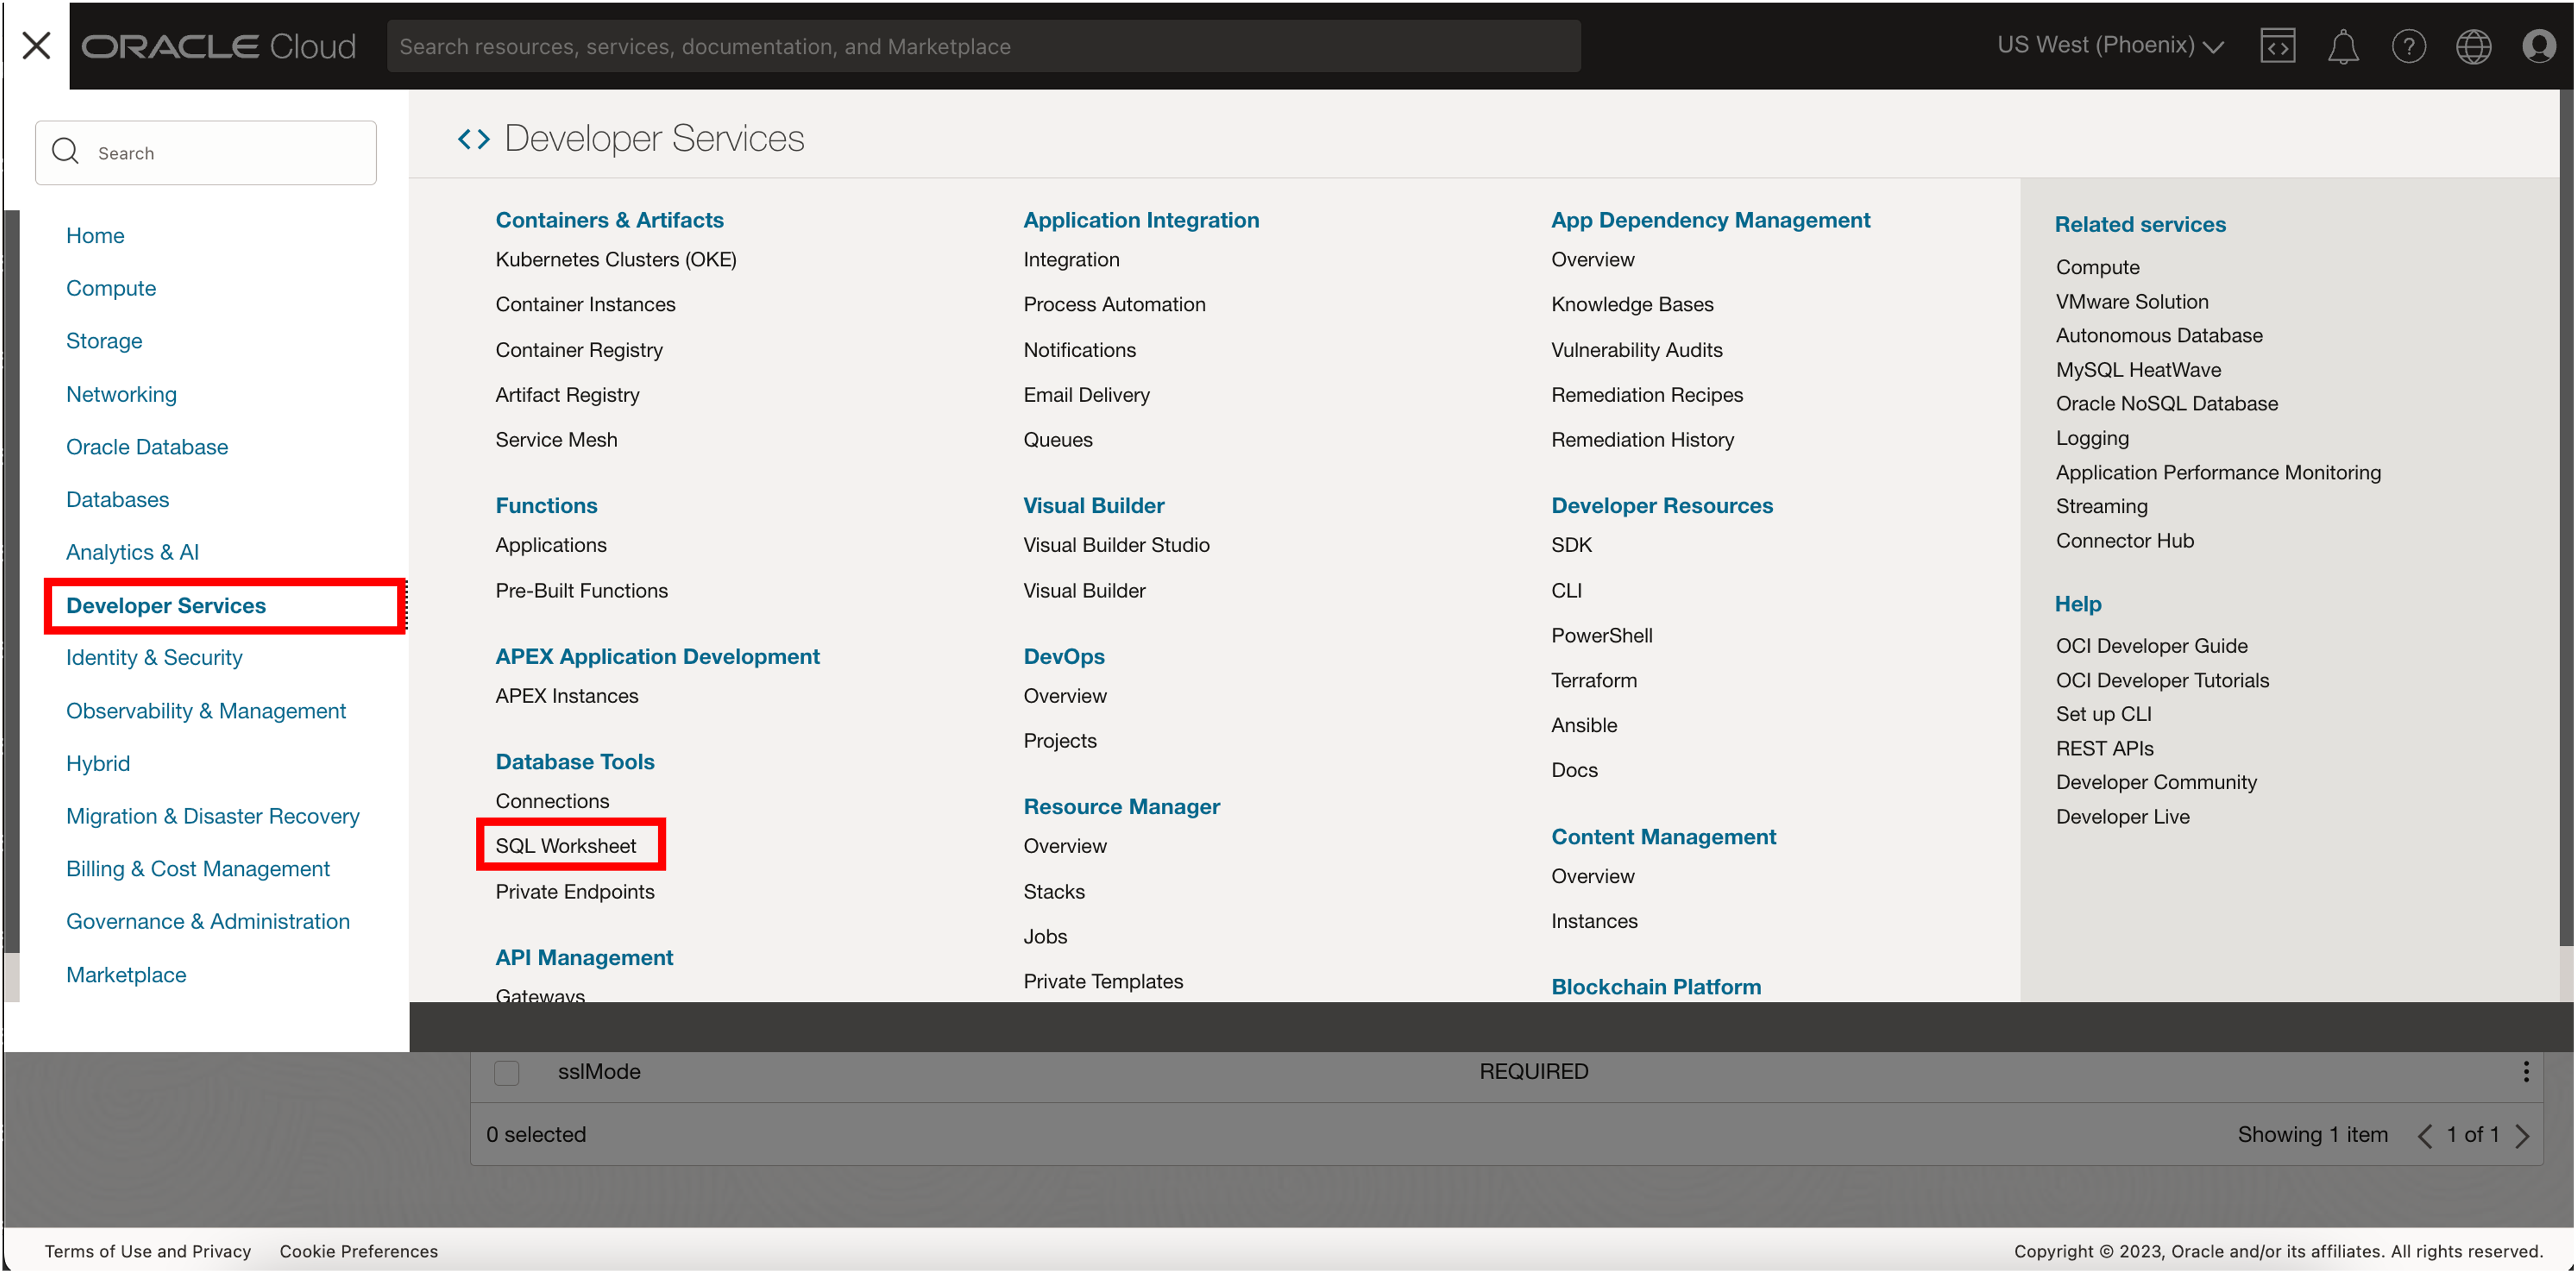 ORACLE Cloud
Search resources, services, documentation, and Marketplace
US West (Phoenix)
Search
Home
Compute
Storage
Networking
Oracle Database
Databases
Analytics & AI
Developer Services
Identity & Security
Observability & Management
Hybrid
Migration & Disaster Recovery
Billing & Cost Management
Governance & Administration
Marketplace
Developer Services
Containers & Artifacts
Kubernetes Clusters (OKE)
Container Instances
Container Registry
Artifact Registry
Service Mesh
Functions
Applications
Pre-Built Functions
APEX Application Development
APEX Instances
Database Tools
Connections
SQL Worksheet
Private Endpoints
API Management
Gateways
Application Integration
Integration
Process Automation
Notifications
Email Delivery
Queues
Visual Builder
Visual Builder Studio
Visual Builder
DevOps
Overview
Projects
Resource Manager
Overview
Stacks
Jobs
Private Templates
App Dependency Management
Overview
Knowledge Bases
Vulnerability Audits
Remediation Recipes
Remediation History
Developer Resources
SDK
CLI
PowerShell
Terraform
Ansible
Docs
Content Management
Overview
Instances
Blockchain Platform
Related services
Compute
VMware Solution
Autonomous Database
MySQL HeatWave
Oracle NoSQL Database
Logging
Application Performance Monitoring
Streaming
Connector Hub
Help
OCI Developer Guide
OCI Developer Tutorials
Set up CLI
REST APIs
Developer Community
Developer Live
sslMode REQUIRED
0 selected Showing 1 item 1 of 1
Terms of Use and Privacy Cookie Preferences Copyright © 2023, Oracle and/or its affiliates. All rights reserved.